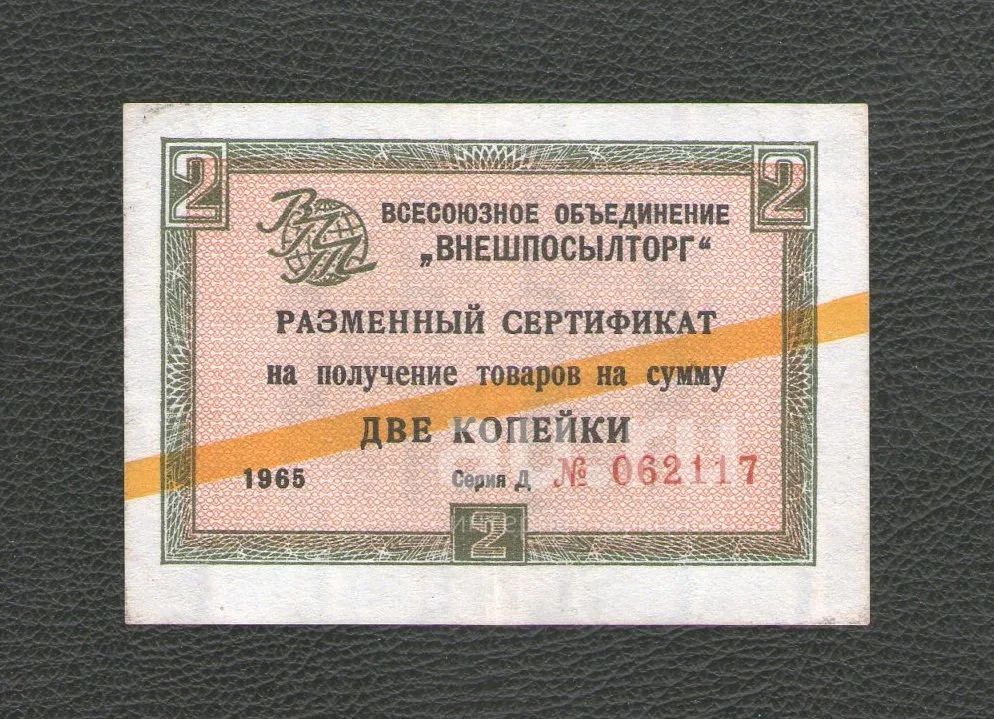 2 2
ВПТ
ВСЕСОЮЗНОЕ ОБЪЕДИНЕНИЕ
„ВНЕШПОСЫЛТОРГ“
РАЗМЕННЫЙ СЕРТИФИКАТ
на получение товаров на сумму
ДВЕ КОПЕЙКИ
1965 Серия Д № 062117
2